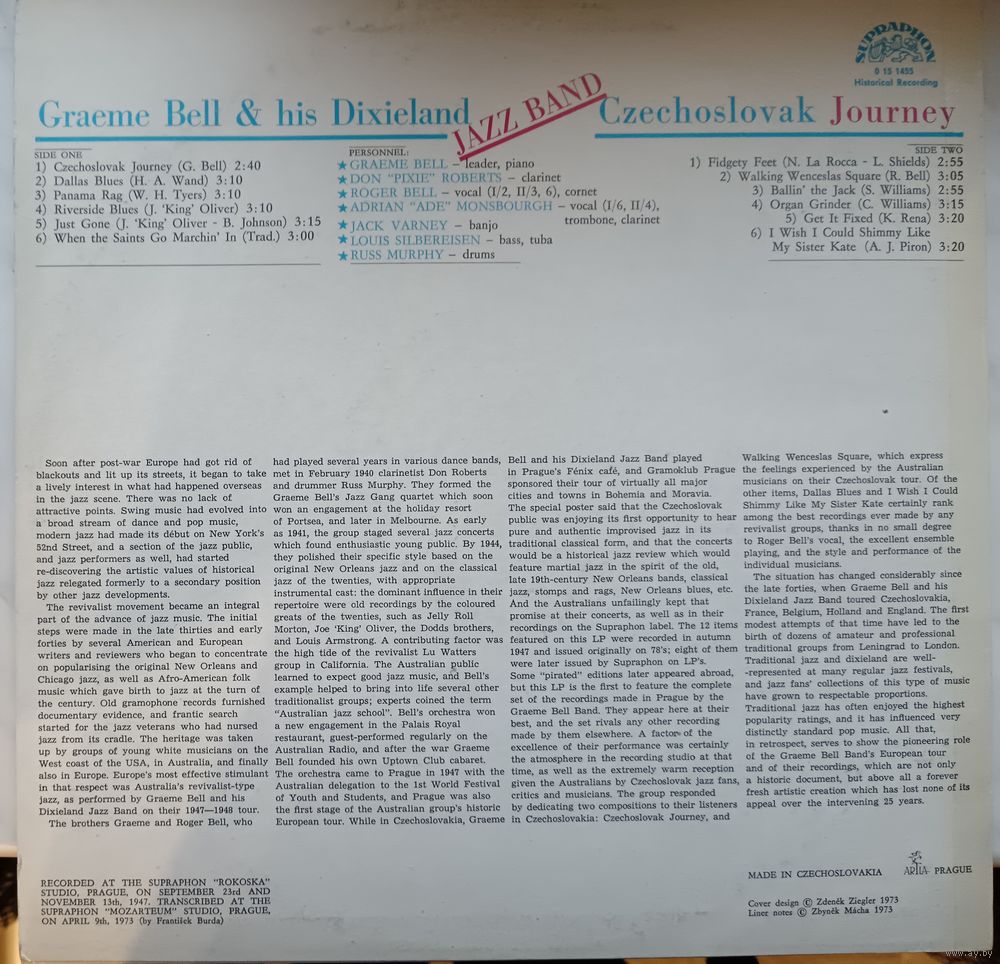 SUPRAPHON
0 15 1455
Historical Recording
Graeme Bell & his Dixieland JAZZ BAND Czechoslovak Journey
SIDE ONE
1) Czechoslovak Journey (G. Bell) 2:40
2) Dallas Blues (H. A. Wand) 3:10
3) Panama Rag (W. H. Tyers) 3:10
4) Riverside Blues (J. 'King' Oliver) 3:10
5) Just Gone (J. 'King' Oliver - B. Johnson) 3:15
6) When the Saints Go Marchin' In (Trad.) 3:00
PERSONNEL:
★ GRAEME BELL – leader, piano
★ DON "PIXIE" ROBERTS – clarinet
★ ROGER BELL – vocal (I/2, II/3, 6), cornet
★ ADRIAN "ADE" MONSBOURGH – vocal (I/6, II/4),
trombone, clarinet
★ JACK VARNEY – banjo
★ LOUIS SILBEREISEN – bass, tuba
★ RUSS MURPHY – drums
SIDE TWO
1) Fidgety Feet (N. La Rocca - L. Shields) 2:55
2) Walking Wenceslas Square (R. Bell) 3:05
3) Ballin' the Jack (S. Williams) 2:55
4) Organ Grinder (C. Williams) 3:15
5) Get It Fixed (K. Rena) 3:20
6) I Wish I Could Shimmy Like
My Sister Kate (A. J. Piron) 3:20
Soon after post-war Europe had got rid of
blackouts and lit up its streets, it began to take
a lively interest in what had happened overseas
in the jazz scene. There was no lack of
attractive points. Swing music had evolved into
a broad stream of dance and pop music,
modern jazz had made its début on New York's
52nd Street, and a section of the jazz public,
and jazz performers as well, had started
re-discovering the artistic values of historical
jazz relegated formerly to a secondary position
by other jazz developments.
The revivalist movement became an integral
part of the advance of jazz music. The initial
steps were made in the late thirties and early
forties by several American and European
writers and reviewers who began to concentrate
on popularising the original New Orleans and
Chicago jazz, as well as Afro-American folk
music which gave birth to jazz at the turn of
the century. Old gramophone records furnished
documentary evidence, and frantic search
started for the jazz veterans who had nursed
jazz from its cradle. The heritage was taken
up by groups of young white musicians on the
West coast of the USA, in Australia, and finally
also in Europe. Europe's most effective stimulant
in that respect was Australia's revivalist-type
jazz, as performed by Graeme Bell and his
Dixieland Jazz Band on their 1947—1948 tour.
The brothers Graeme and Roger Bell, who
had played several years in various dance bands,
met in February 1940 clarinetist Don Roberts
and drummer Russ Murphy. They formed the
Graeme Bell's Jazz Gang quartet which soon
won an engagement at the holiday resort
of Portsea, and later in Melbourne. As early
as 1941, the group staged several jazz concerts
which found enthustiastic young public. By 1944,
they polished their specific style based on the
original New Orleans jazz and on the classical
jazz of the twenties, with appropriate
instrumental cast: the dominant influence in their
repertoire were old recordings by the coloured
greats of the twenties, such as Jelly Roll
Morton, Joe 'King' Oliver, the Dodds brothers,
and Louis Armstrong. A contributing factor was
the high tide of the revivalist Lu Watters
group in California. The Australian public
learned to expect good jazz music, and Bell's
example helped to bring into life several other
traditionalist groups; experts coined the term
"Australian jazz school". Bell's orchestra won
a new engagement in the Palais Royal
restaurant, guest-performed regularly on the
Australian Radio, and after the war Graeme
Bell founded his own Uptown Club cabaret.
The orchestra came to Prague in 1947 with the
Australian delegation to the 1st World Festival
of Youth and Students, and Prague was also
the first stage of the Australian group's historic
European tour. While in Czechoslovakia, Graeme
Bell and his Dixieland Jazz Band played
in Prague's Fénix café, and Gramoklub Prague
sponsored their tour of virtually all major
cities and towns in Bohemia and Moravia.
The special poster said that the Czechoslovak
public was enjoying its first opportunity to hear
pure and authentic improvised jazz in its
traditional classical form, and that the concerts
would be a historical jazz review which would
feature martial jazz in the spirit of the old,
late 19th-century New Orleans bands, classical
jazz, stomps and rags, New Orleans blues, etc.
And the Australians unfailingly kept that
promise at their concerts, as well as in their
recordings on the Supraphon label. The 12 items
featured on this LP were recorded in autumn
1947 and issued originally on 78's; eight of them
were later issued by Supraphon on LP's.
Some "pirated" editions later appeared abroad,
but this LP is the first to feature the complete
set of the recordings made in Prague by the
Graeme Bell Band. They appear here at their
best, and the set rivals any other recording
made by them elsewhere. A factor of the
excellence of their performance was certainly
the atmosphere in the recording studio at that
time, as well as the extremely warm reception
given the Australians by Czechoslovak jazz fans,
critics and musicians. The group responded
by dedicating two compositions to their listeners
in Czechoslovakia: Czechoslovak Journey, and
Walking Wenceslas Square, which express
the feelings experienced by the Australian
musicians on their Czechoslovak tour. Of the
other items, Dallas Blues and I Wish I Could
Shimmy Like My Sister Kate certainly rank
among the best recordings ever made by any
revivalist groups, thanks in no small degree
to Roger Bell's vocal, the excellent ensemble
playing, and the style and performance of the
individual musicians.
The situation has changed considerably since
the late forties, when Graeme Bell and his
Dixieland Jazz Band toured Czechoslovakia,
France, Belgium, Holland and England. The first
modest attempts of that time have led to the
birth of dozens of amateur and professional
traditional groups from Leningrad to London.
Traditional jazz and dixieland are well-
-represented at many regular jazz festivals,
and jazz fans' collections of this type of music
have grown to respectable proportions.
Traditional jazz has often enjoyed the highest
popularity ratings, and it has influenced very
distinctly standard pop music. All that,
in retrospect, serves to show the pioneering role
of the Graeme Bell Band's European tour
and of their recordings, which are not only
a historic document, but above all a forever
fresh artistic creation which has lost none of its
appeal over the intervening 25 years.
RECORDED AT THE SUPRAPHON "ROKOSKA"
STUDIO, PRAGUE, ON SEPTEMBER 23rd AND
NOVEMBER 13th, 1947. TRANSCRIBED AT THE
SUPRAPHON "MOZARTEUM" STUDIO, PRAGUE,
ON APRIL 9th, 1973 (by František Burda)
MADE IN CZECHOSLOVAKIA ARTIA PRAGUE
Cover design © Zdeněk Ziegler 1973
Liner notes © Zbyněk Mácha 1973
www.ay.by